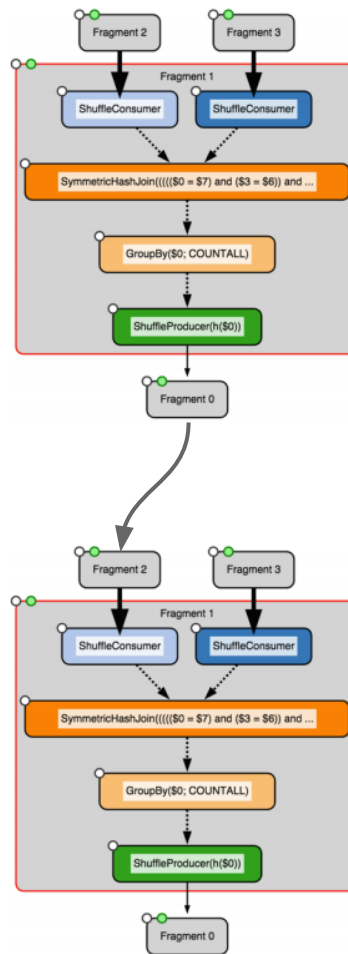 Fragment 2
Fragment 3
Fragment 1
ShuffleConsumer
ShuffleConsumer
SymmetricHashJoin((((($0 = $7) and ($3 = $6)) and ...
GroupBy($0; COUNTALL)
ShuffleProducer(h($0))
Fragment 0
Fragment 2
Fragment 3
Fragment 1
ShuffleConsumer
ShuffleConsumer
SymmetricHashJoin((((($0 = $7) and ($3 = $6)) and ...
GroupBy($0; COUNTALL)
ShuffleProducer(h($0))
Fragment 0